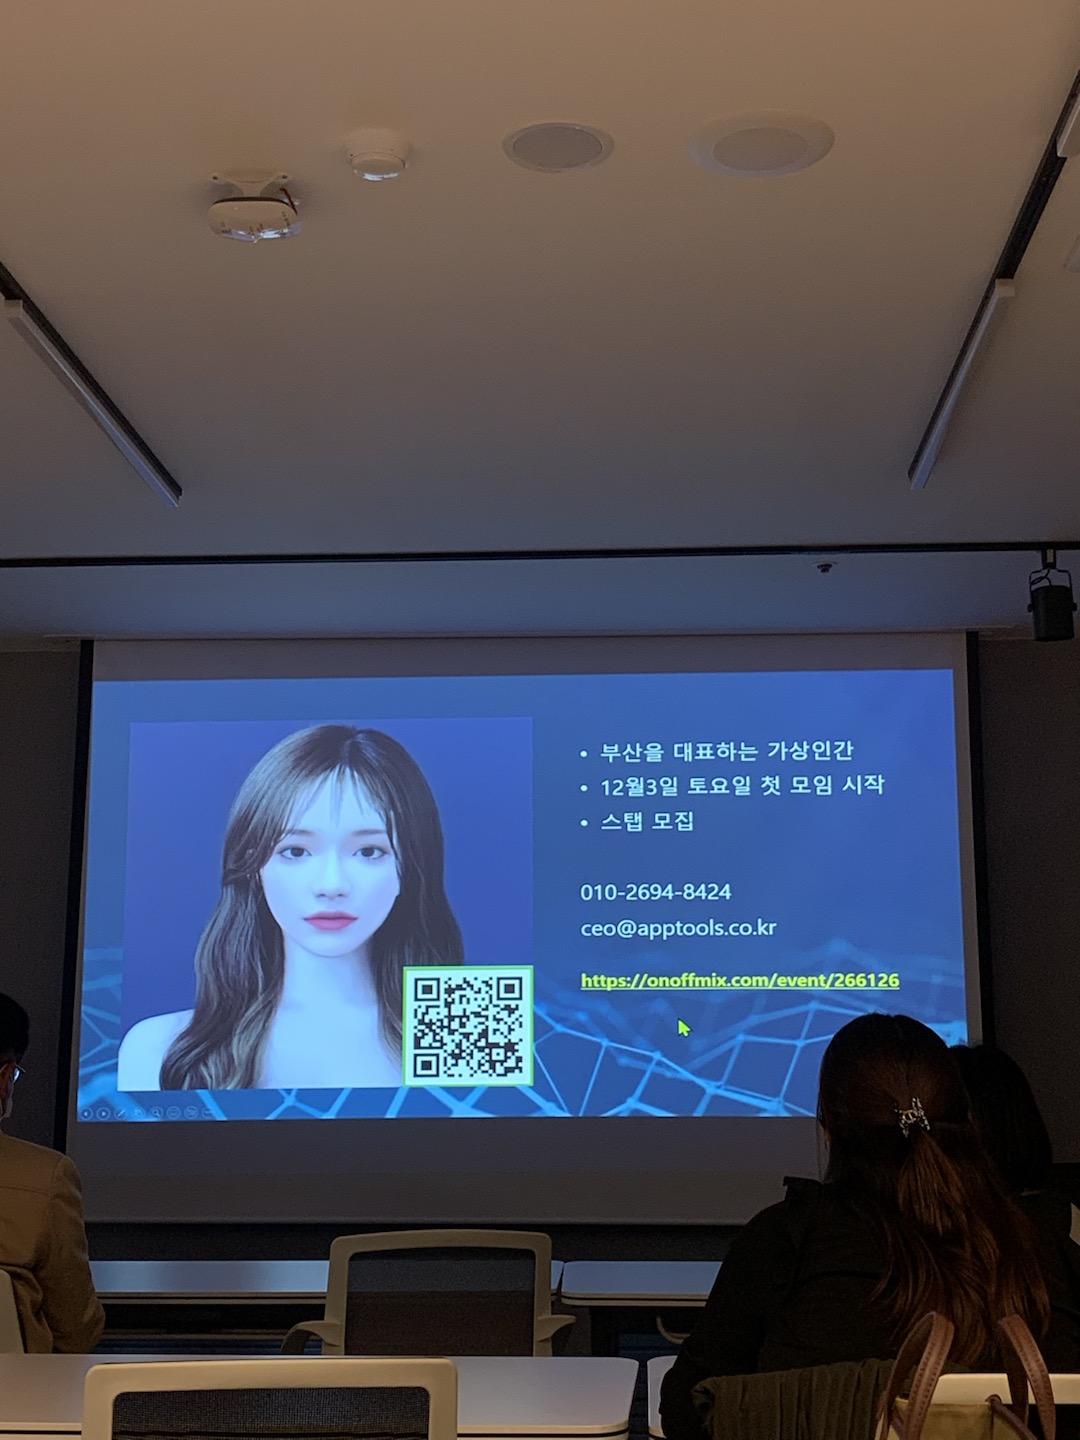 • 부산을 대표하는 가상인간
• 12월3일 토요일 첫 모임 시작
• 스탭 모집
010-2694-8424
ceo@apptools.co.kr
https://onoffmix.com/event/266126